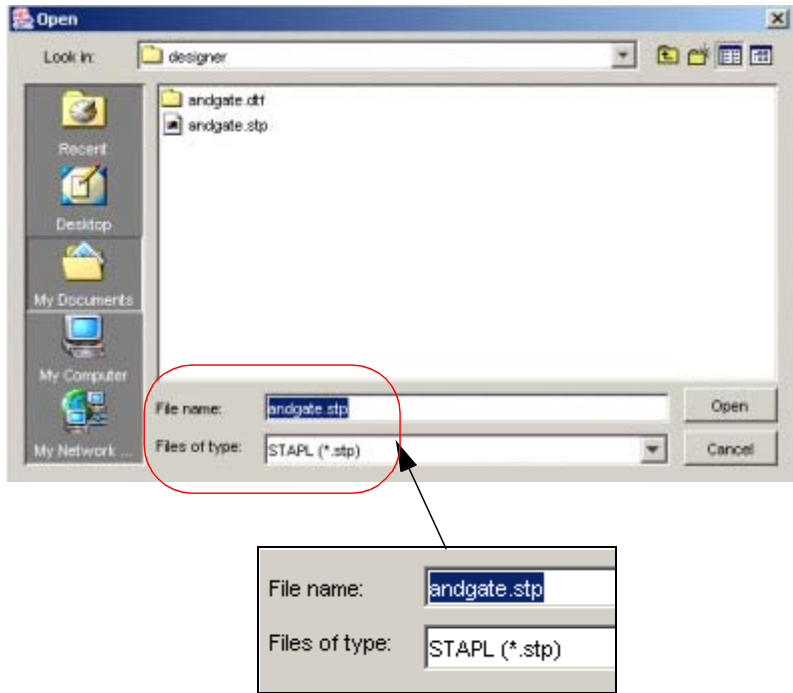 Open
Look in:
designer
andgate.dtf
andgate.stp
Recent
Desktop
My Documents
My Computer
My Network ...
File name:
andgate.stp
Open
Files of type:
STAPL (*.stp)
Cancel
File name:
andgate.stp
Files of type:
STAPL (*.stp)